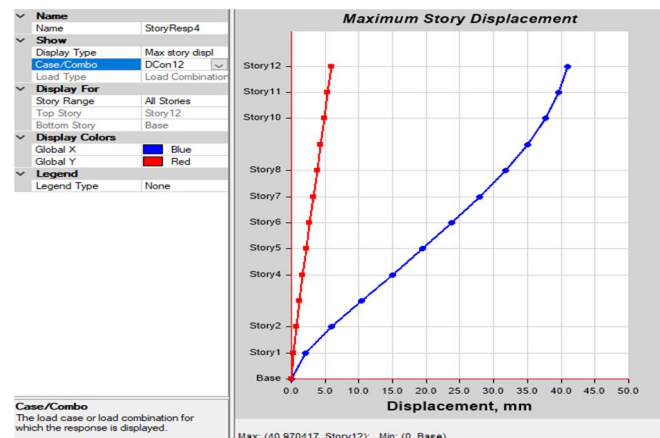 Name
Name StoryResp4
Show
Display Type Max story displ
Case/Combo DCon12
Load Type Load Combination
Display For
Story Range All Stories
Top Story Story12
Bottom Story Base
Display Colors
Global X Blue
Global Y Red
Legend
Legend Type None
Case/Combo
The load case or load combination for
which the response is displayed.
Maximum Story Displacement
Story12
Story11
Story10
Story8
Story7
Story6
Story5
Story4
Story2
Story1
Base
0.0 5.0 10.0 15.0 20.0 25.0 30.0 35.0 40.0 45.0 50.0
Displacement, mm
Max: (40.970417, Story12); Min: (0, Base)